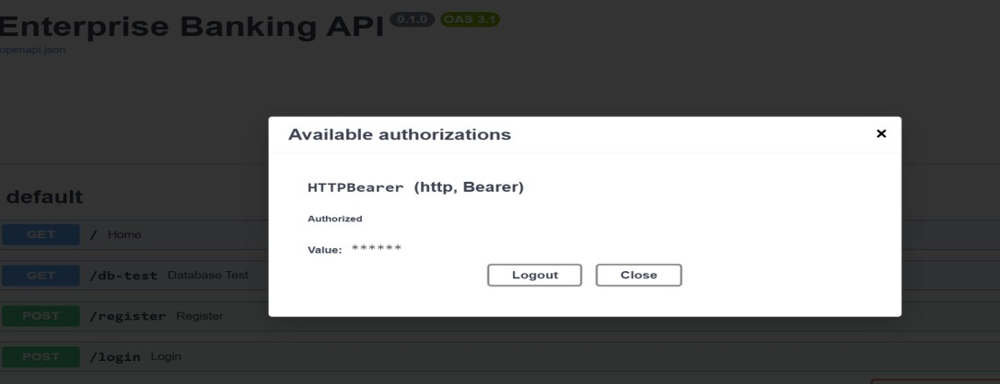 Enterprise Banking API 0.1.0 OAS 3.1
openapi.json
Available authorizations ×
HTTPBearer (http, Bearer)
Authorized
Value: ******
Logout Close
default
GET / Home
GET /db-test Database Test
POST /register Register
POST /login Login